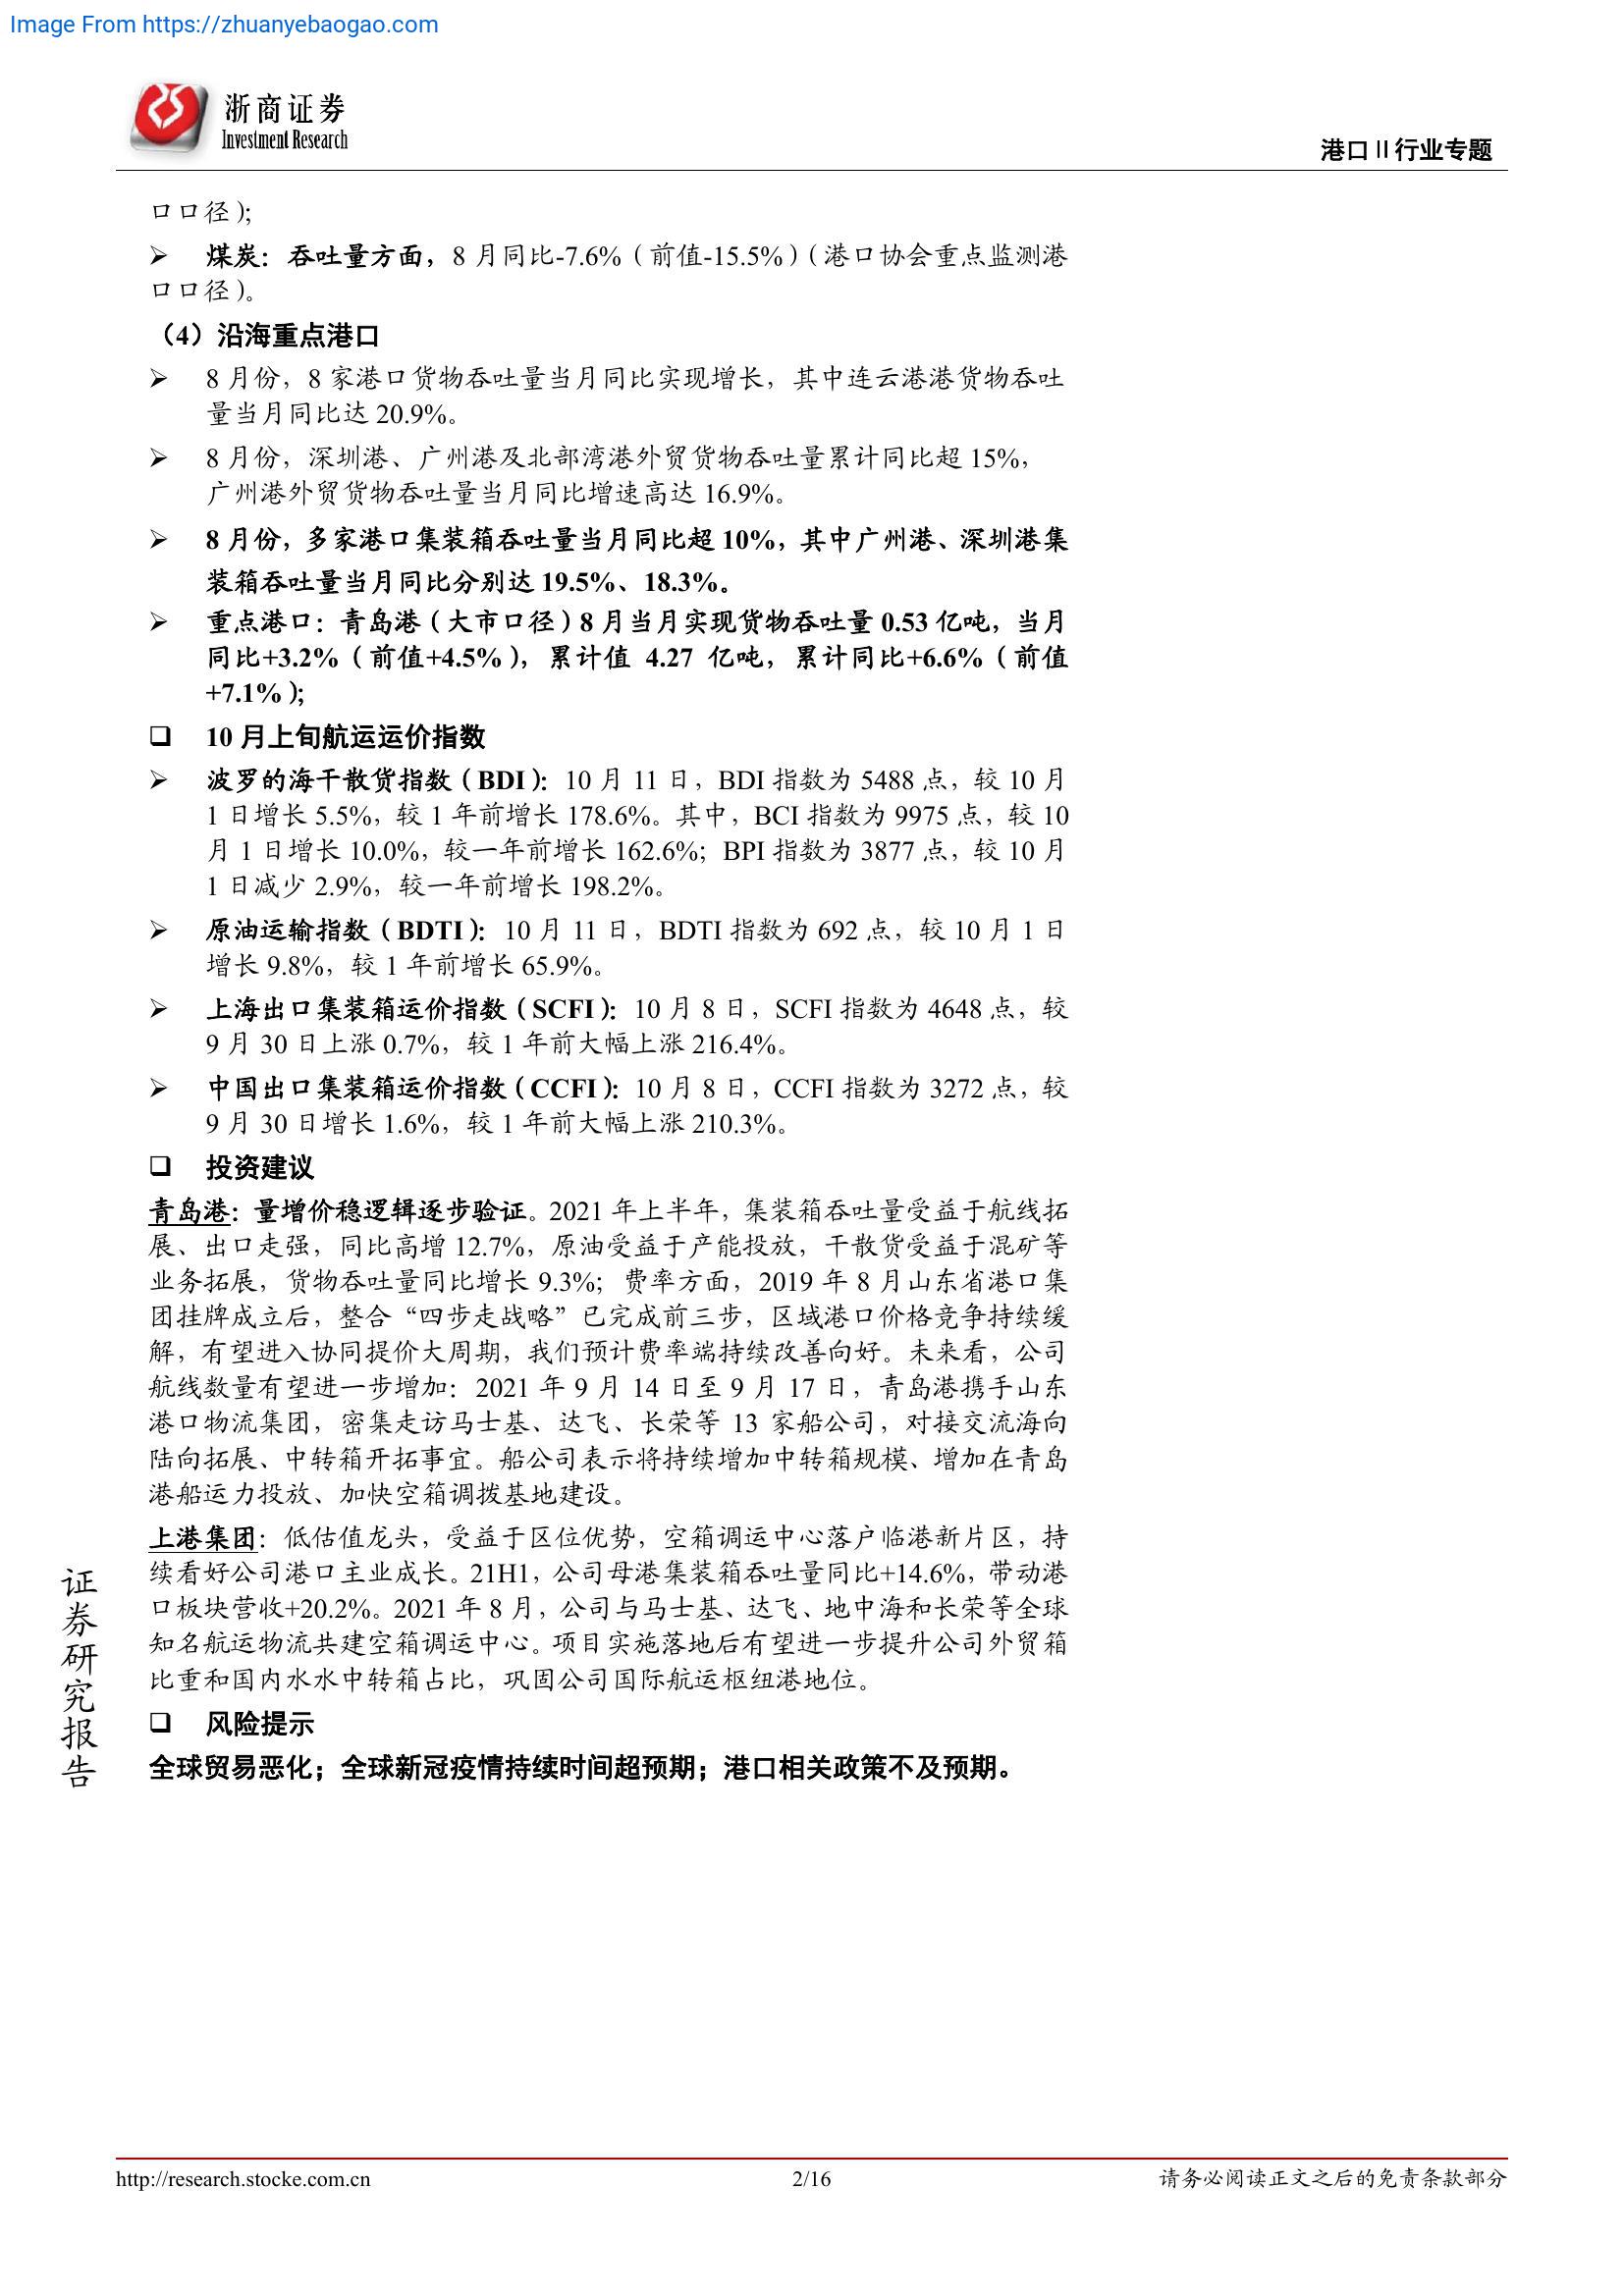 Image From https://zhuanyebaogao.com
浙商证券
Investment Research
港口Ⅱ行业专题
口口径);
➢ 煤炭：吞吐量方面，8 月同比-7.6%（前值-15.5%）（港口协会重点监测港
口口径）。
（4）沿海重点港口
➢ 8 月份，8 家港口货物吞吐量当月同比实现增长，其中连云港港货物吞吐
量当月同比达 20.9%。
➢ 8 月份，深圳港、广州港及北部湾港外贸货物吞吐量累计同比超 15%，
广州港外贸货物吞吐量当月同比增速高达 16.9%。
➢ 8 月份，多家港口集装箱吞吐量当月同比超 10%，其中广州港、深圳港集
装箱吞吐量当月同比分别达 19.5%、18.3%。
➢ 重点港口：青岛港（大市口径）8 月当月实现货物吞吐量 0.53 亿吨，当月
同比+3.2%（前值+4.5%），累计值 4.27 亿吨，累计同比+6.6%（前值
+7.1%）;
❑ 10 月上旬航运运价指数
➢ 波罗的海干散货指数（BDI）：10 月 11 日，BDI 指数为 5488 点，较 10 月
1 日增长 5.5%，较 1 年前增长 178.6%。其中，BCI 指数为 9975 点，较 10
月 1 日增长 10.0%，较一年前增长 162.6%；BPI 指数为 3877 点，较 10 月
1 日减少 2.9%，较一年前增长 198.2%。
➢ 原油运输指数（BDTI）：10 月 11 日，BDTI 指数为 692 点，较 10 月 1 日
增长 9.8%，较 1 年前增长 65.9%。
➢ 上海出口集装箱运价指数（SCFI）：10 月 8 日，SCFI 指数为 4648 点，较
9 月 30 日上涨 0.7%，较 1 年前大幅上涨 216.4%。
➢ 中国出口集装箱运价指数（CCFI）：10 月 8 日，CCFI 指数为 3272 点，较
9 月 30 日增长 1.6%，较 1 年前大幅上涨 210.3%。
❑ 投资建议
青岛港：量增价稳逻辑逐步验证。2021 年上半年，集装箱吞吐量受益于航线拓
展、出口走强，同比高增 12.7%，原油受益于产能投放，干散货受益于混矿等
业务拓展，货物吞吐量同比增长 9.3%；费率方面，2019 年 8 月山东省港口集
团挂牌成立后，整合“四步走战略”已完成前三步，区域港口价格竞争持续缓
解，有望进入协同提价大周期，我们预计费率端持续改善向好。未来看，公司
航线数量有望进一步增加：2021 年 9 月 14 日至 9 月 17 日，青岛港携手山东
港口物流集团，密集走访马士基、达飞、长荣等 13 家船公司，对接交流海向
陆向拓展、中转箱开拓事宜。船公司表示将持续增加中转箱规模、增加在青岛
港船运力投放、加快空箱调拨基地建设。
上港集团：低估值龙头，受益于区位优势，空箱调运中心落户临港新片区，持
续看好公司港口主业成长。21H1，公司母港集装箱吞吐量同比+14.6%，带动港
口板块营收+20.2%。2021 年 8 月，公司与马士基、达飞、地中海和长荣等全球
知名航运物流共建空箱调运中心。项目实施落地后有望进一步提升公司外贸箱
比重和国内水水中转箱占比，巩固公司国际航运枢纽港地位。
❑ 风险提示
全球贸易恶化；全球新冠疫情持续时间超预期；港口相关政策不及预期。
证券研究报告
http://research.stocke.com.cn
2/16
请务必阅读正文之后的免责条款部分